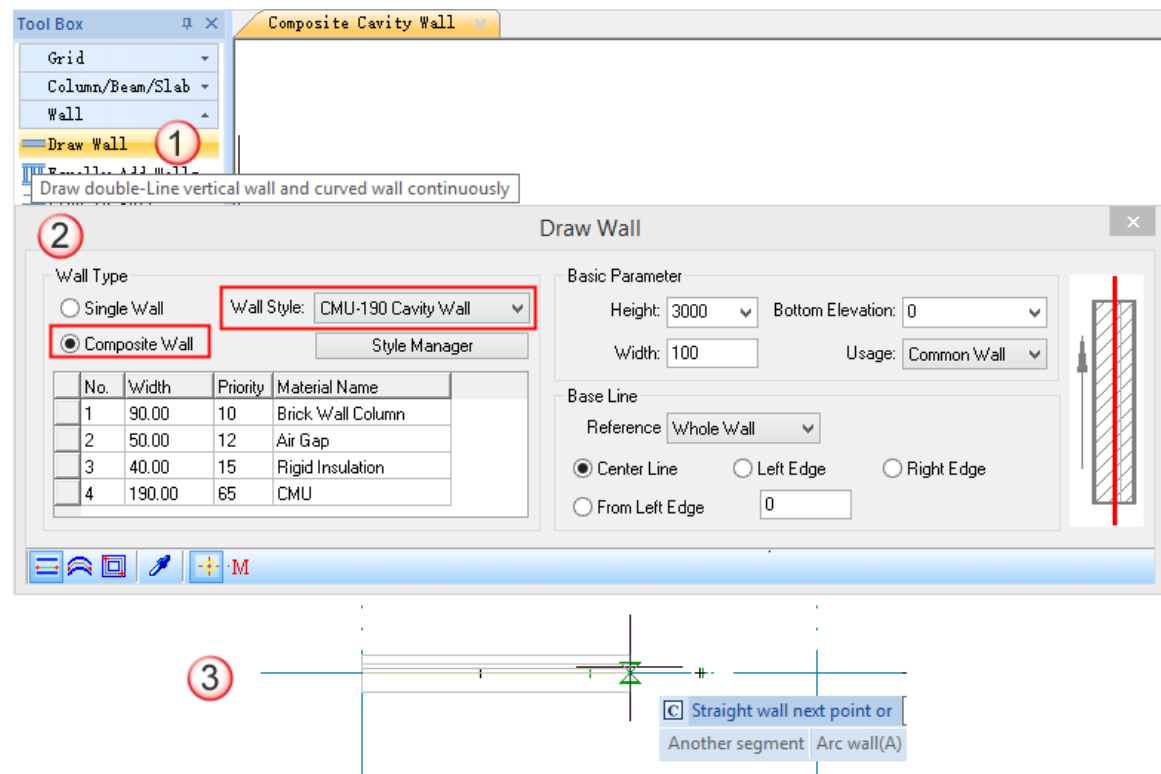 Tool Box
Composite Cavity Wall
Grid
Column/Beam/Slab
Wall
Draw Wall
1
Draw double-Line vertical wall and curved wall continuously
2
Draw Wall
Wall Type
Single Wall
Wall Style: CMU-190 Cavity Wall
Composite Wall
Style Manager
No. Width Priority Material Name
1 90.00 10 Brick Wall Column
2 50.00 12 Air Gap
3 40.00 15 Rigid Insulation
4 190.00 65 CMU
Basic Parameter
Height: 3000 Bottom Elevation: 0
Width: 100 Usage: Common Wall
Base Line
Reference Whole Wall
Center Line Left Edge Right Edge
From Left Edge 0
M
3
C Straight wall next point or
Another segment Arc wall(A)